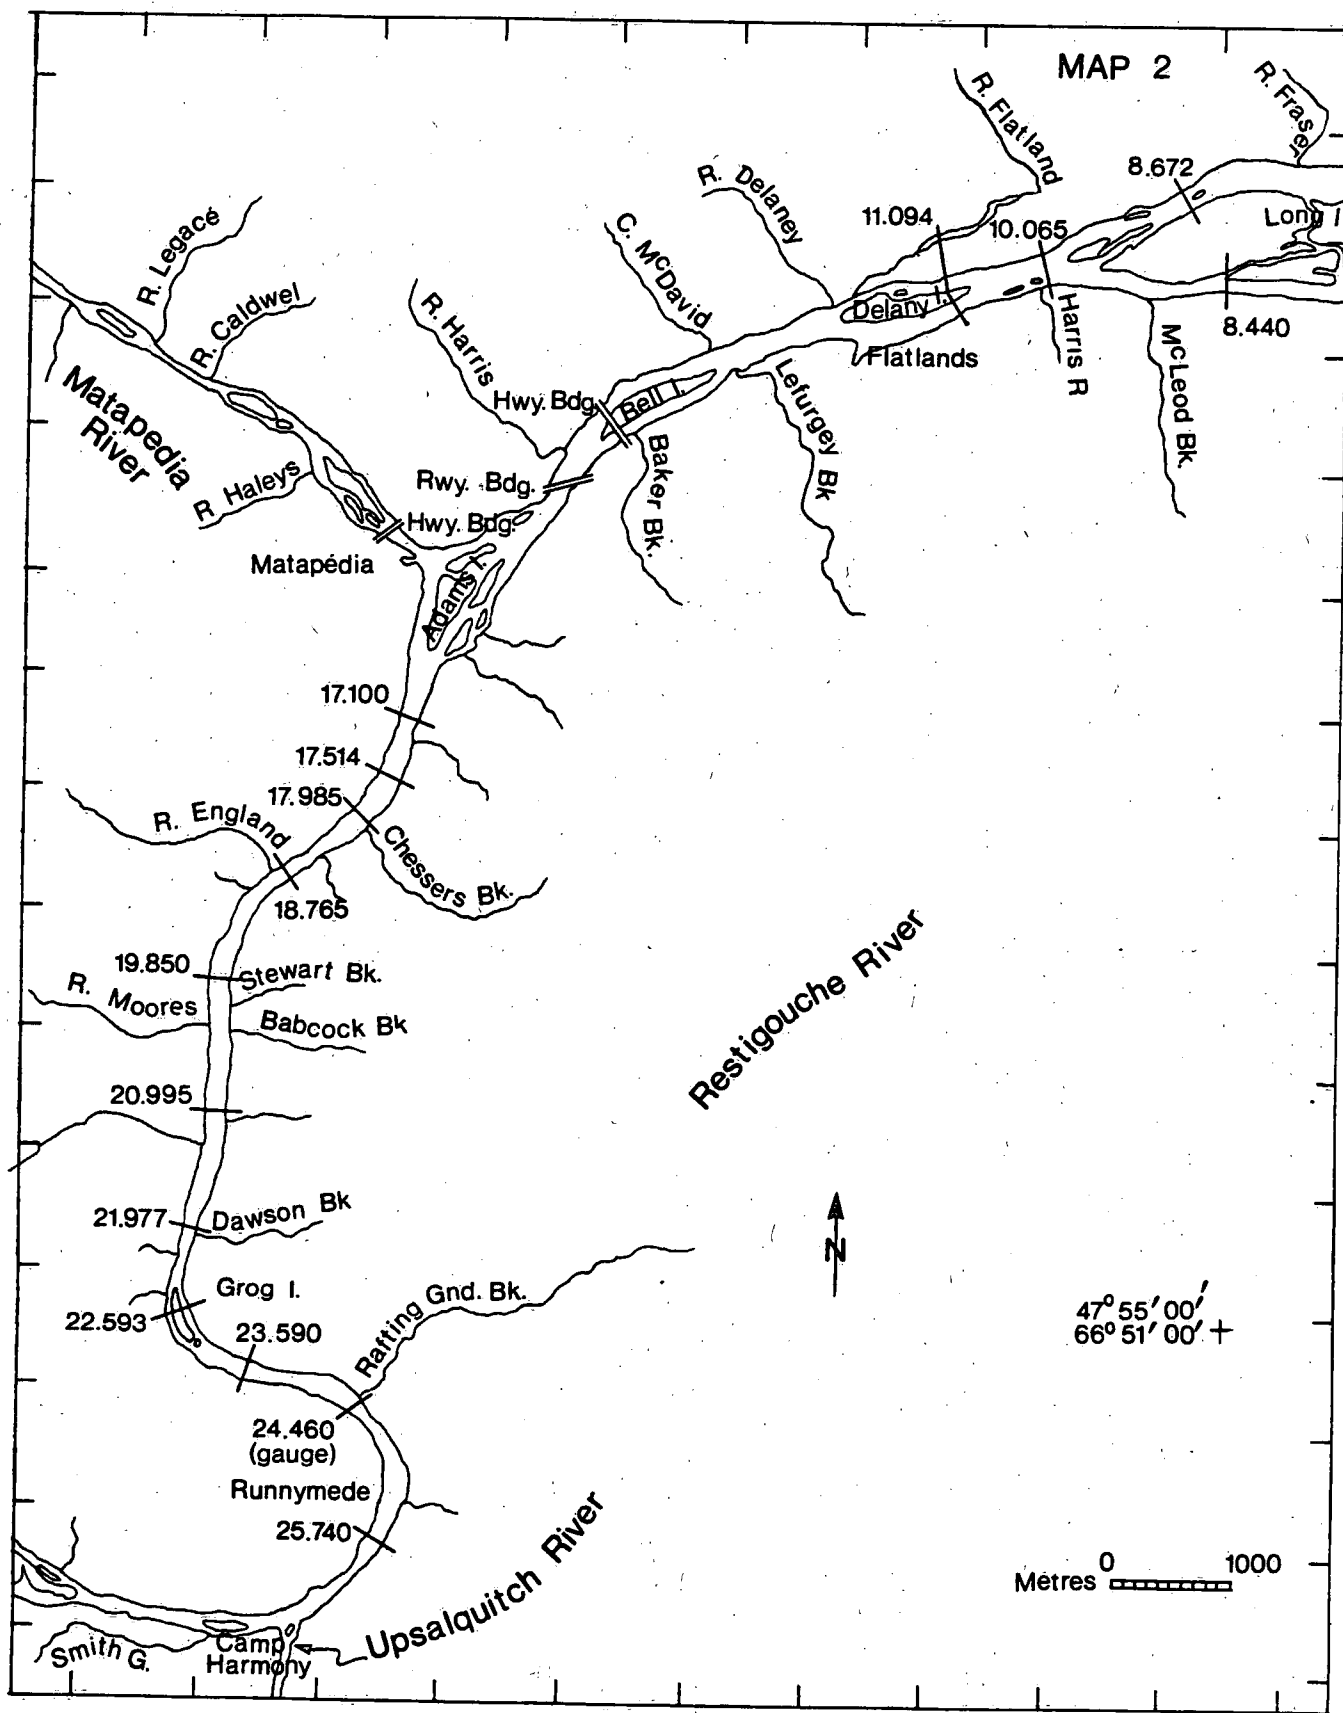 MAP 2
R. Fraser
R. Flatland
8.672
R. Delaney
11.094
10.065
Long I
R. Legacé
C. McDavid
R. Caldwel
R. Harris
Delany I.
Harris R
8.440
Flatlands
McLeod Bk.
Matapedia
River
Hwy. Bdg.
Bell I.
Lefurgey Bk
Baker Bk.
R Haleys
Rwy. Bdg.
Hwy. Bdg.
Matapédia
Adams I.
17.100
17.514
17.985
R. England
Chessers Bk.
18.765
19.850
Stewart Bk.
R. Moores
Babcock Bk
Restigouche River
20.995
21.977
Dawson Bk
N
Grog I.
22.593
23.590
Rafting Gnd. Bk.
47° 55' 00'
66° 51' 00'
24.460
(gauge)
Runnymede
25.740
Upsalquitch River
0 1000
Metres
Smith G.
Camp
Harmony